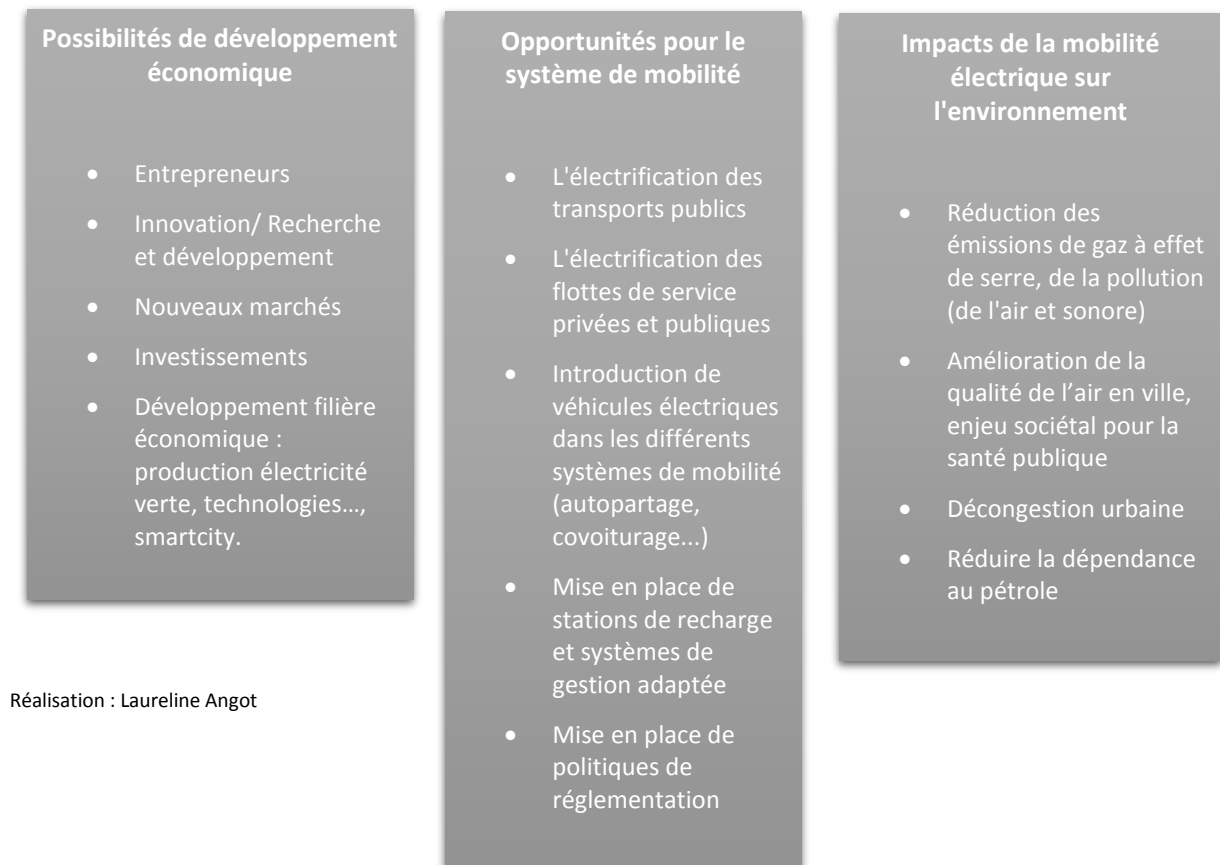 Possibilités de développement
économique
• Entrepreneurs
• Innovation/ Recherche
et développement
• Nouveaux marchés
• Investissements
• Développement filière
économique :
production électricité
verte, technologies…,
smartcity.
Opportunités pour le
système de mobilité
• L'électrification des
transports publics
• L'électrification des
flottes de service
privées et publiques
• Introduction de
véhicules électriques
dans les différents
systèmes de mobilité
(autopartage,
covoiturage...)
• Mise en place de
stations de recharge
et systèmes de
gestion adaptée
• Mise en place de
politiques de
réglementation
Impacts de la mobilité
électrique sur
l'environnement
• Réduction des
émissions de gaz à effet
de serre, de la pollution
(de l'air et sonore)
• Amélioration de la
qualité de l’air en ville,
enjeu sociétal pour la
santé publique
• Décongestion urbaine
• Réduire la dépendance
au pétrole
Réalisation : Laureline Angot